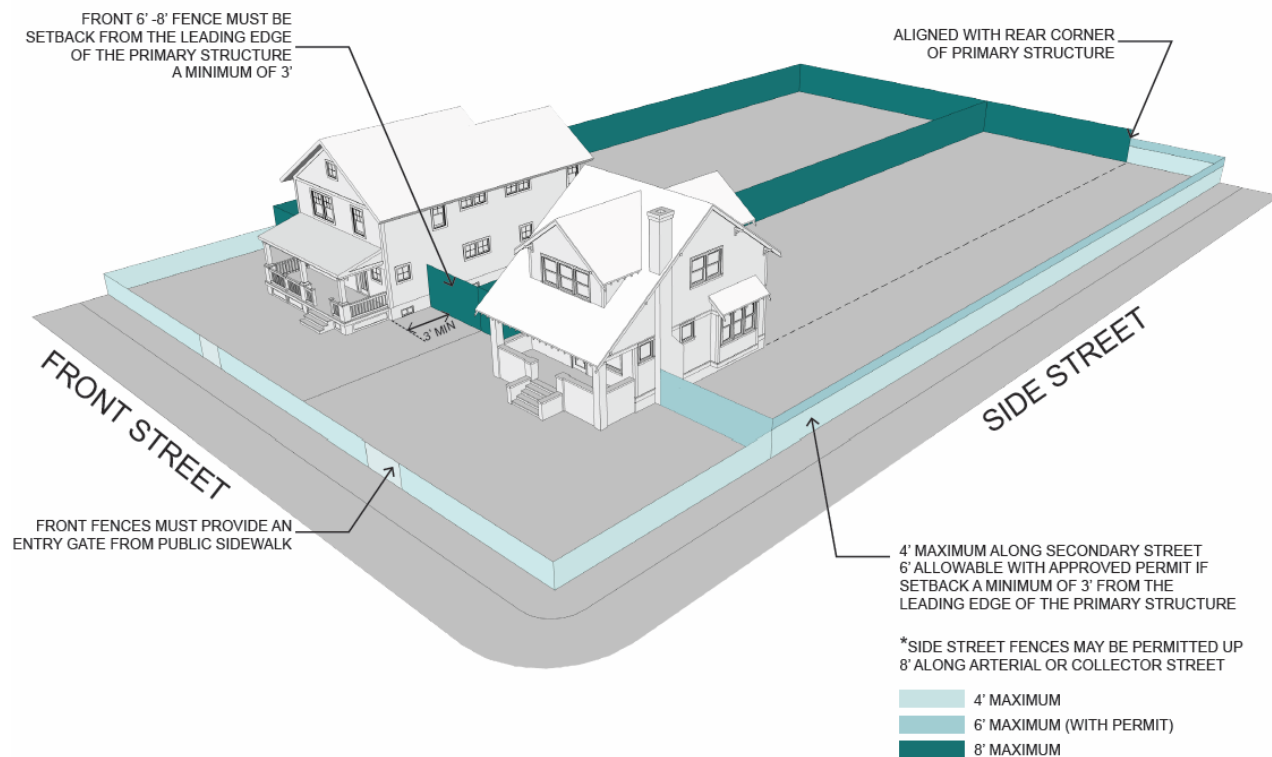 FRONT 6' -8' FENCE MUST BE
SETBACK FROM THE LEADING EDGE
OF THE PRIMARY STRUCTURE
A MINIMUM OF 3'
ALIGNED WITH REAR CORNER
OF PRIMARY STRUCTURE
3' MIN
FRONT STREET
SIDE STREET
FRONT FENCES MUST PROVIDE AN
ENTRY GATE FROM PUBLIC SIDEWALK
4' MAXIMUM ALONG SECONDARY STREET
6' ALLOWABLE WITH APPROVED PERMIT IF
SETBACK A MINIMUM OF 3' FROM THE
LEADING EDGE OF THE PRIMARY STRUCTURE
*SIDE STREET FENCES MAY BE PERMITTED UP
8' ALONG ARTERIAL OR COLLECTOR STREET
4' MAXIMUM
6' MAXIMUM (WITH PERMIT)
8' MAXIMUM